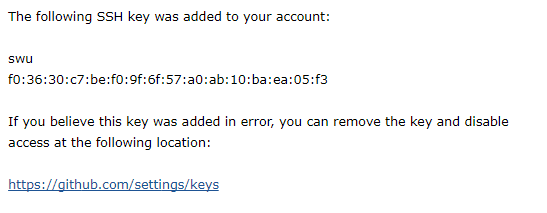 The following SSH key was added to your account:
swu
f0:36:30:c7:be:f0:9f:6f:57:a0:ab:10:ba:ea:05:f3
If you believe this key was added in error, you can remove the key and disable
access at the following location:
https://github.com/settings/keys